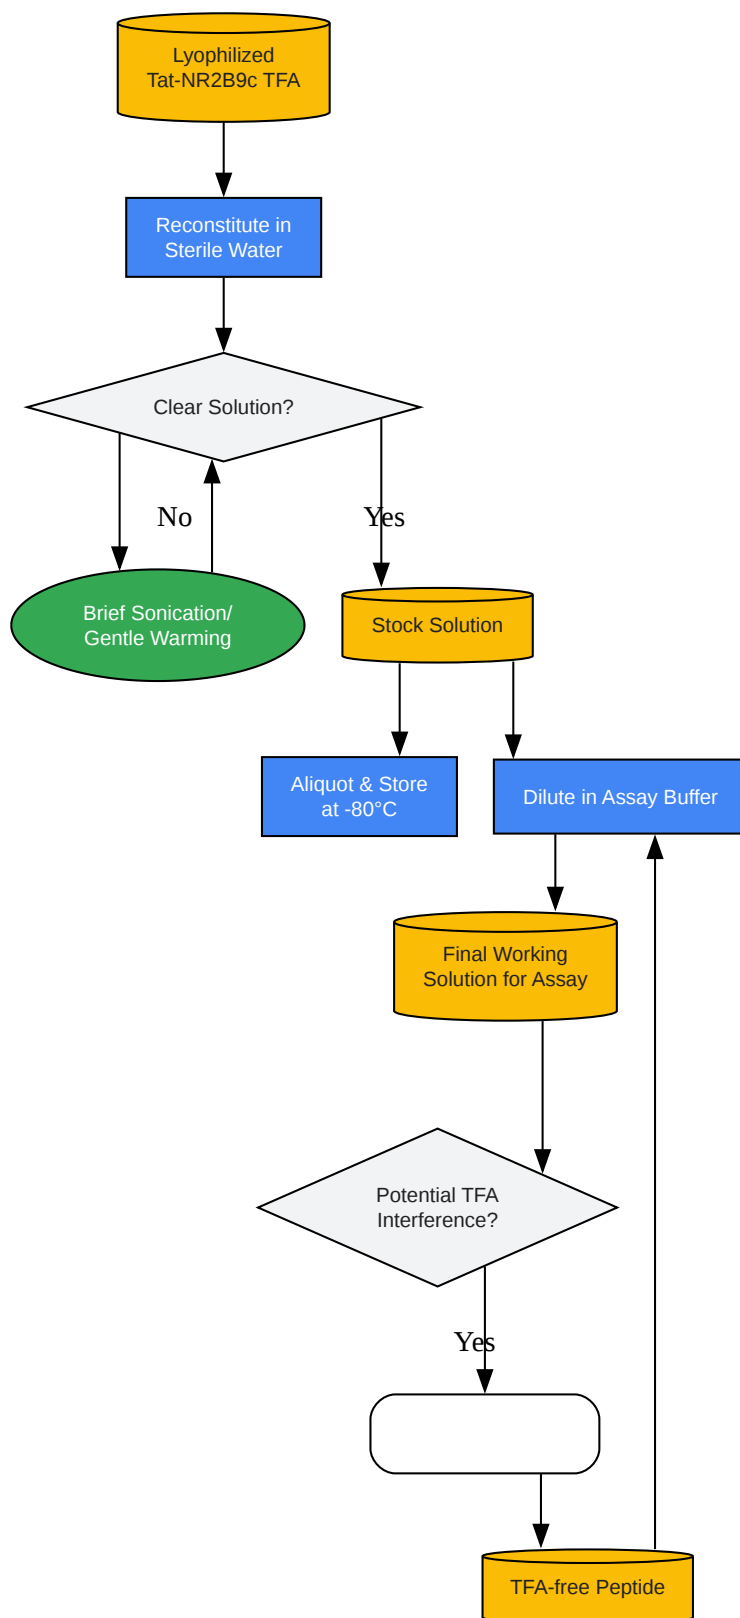 Lyophilized
Tat-NR2B9c TFA
Reconstitute in
Sterile Water
Clear Solution?
No
Yes
Brief Sonication/
Gentle Warming
Stock Solution
Aliquot & Store
at -80°C
Dilute in Assay Buffer
Final Working
Solution for Assay
Potential TFA
Interference?
Yes
TFA-free Peptide